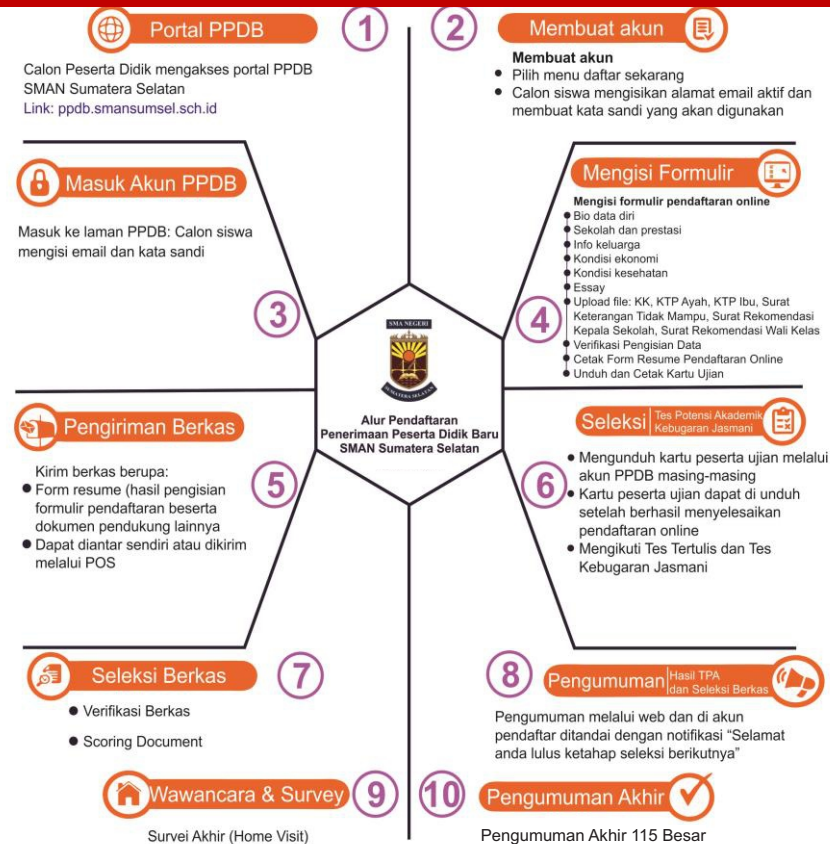 Portal PPDB
1
Calon Peserta Didik mengakses portal PPDB
SMAN Sumatera Selatan
Link: ppdb.smansumsel.sch.id
2
Membuat akun
Membuat akun
● Pilih menu daftar sekarang
● Calon siswa mengisikan alamat email aktif dan
membuat kata sandi yang akan digunakan
Masuk Akun PPDB
Masuk ke laman PPDB: Calon siswa
mengisi email dan kata sandi
3
Mengisi Formulir
Mengisi formulir pendaftaran online
● Bio data diri
● Sekolah dan prestasi
● Info keluarga
● Kondisi ekonomi
● Kondisi kesehatan
● Essay
● Upload file: KK, KTP Ayah, KTP Ibu, Surat
Keterangan Tidak Mampu, Surat Rekomendasi
Kepala Sekolah, Surat Rekomendasi Wali Kelas
● Verifikasi Pengisian Data
● Cetak Form Resume Pendaftaran Online
● Unduh dan Cetak Kartu Ujian
4
SMA NEGERI
SUMATERA SELATAN
Alur Pendaftaran
Penerimaan Peserta Didik Baru
SMAN Sumatera Selatan
Pengiriman Berkas
Kirim berkas berupa:
● Form resume (hasil pengisian
formulir pendaftaran beserta
dokumen pendukung lainnya
● Dapat diantar sendiri atau dikirim
melalui POS
5
Seleksi
Tes Potensi Akademik
Kebugaran Jasmani
● Mengunduh kartu peserta ujian melalui
akun PPDB masing-masing
● Kartu peserta ujian dapat di unduh
setelah berhasil menyelesaikan
pendaftaran online
● Mengikuti Tes Tertulis dan Tes
Kebugaran Jasmani
6
Seleksi Berkas
7
● Verifikasi Berkas
● Scoring Document
8
Pengumuman
Hasil TPA
dan Seleksi Berkas
Pengumuman melalui web dan di akun
pendaftar ditandai dengan notifikasi “Selamat
anda lulus ketahap seleksi berikutnya”
Wawancara & Survey
9
Survei Akhir (Home Visit)
10
Pengumuman Akhir
Pengumuman Akhir 115 Besar